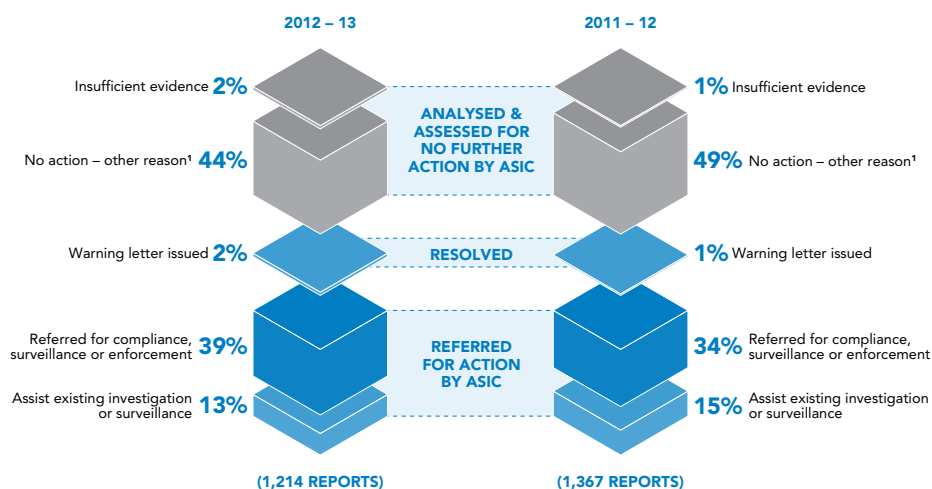 2012 – 13
2011 – 12
Insufficient evidence 2%
1% Insufficient evidence
ANALYSED &
ASSESSED FOR
NO FURTHER
ACTION BY ASIC
No action – other reason¹ 44%
49% No action – other reason¹
Warning letter issued 2%
RESOLVED
1% Warning letter issued
Referred for compliance,
surveillance or enforcement 39%
REFERRED
FOR ACTION
BY ASIC
34% Referred for compliance,
surveillance or enforcement
Assist existing investigation
or surveillance 13%
15% Assist existing investigation
or surveillance
(1,214 REPORTS)
(1,367 REPORTS)